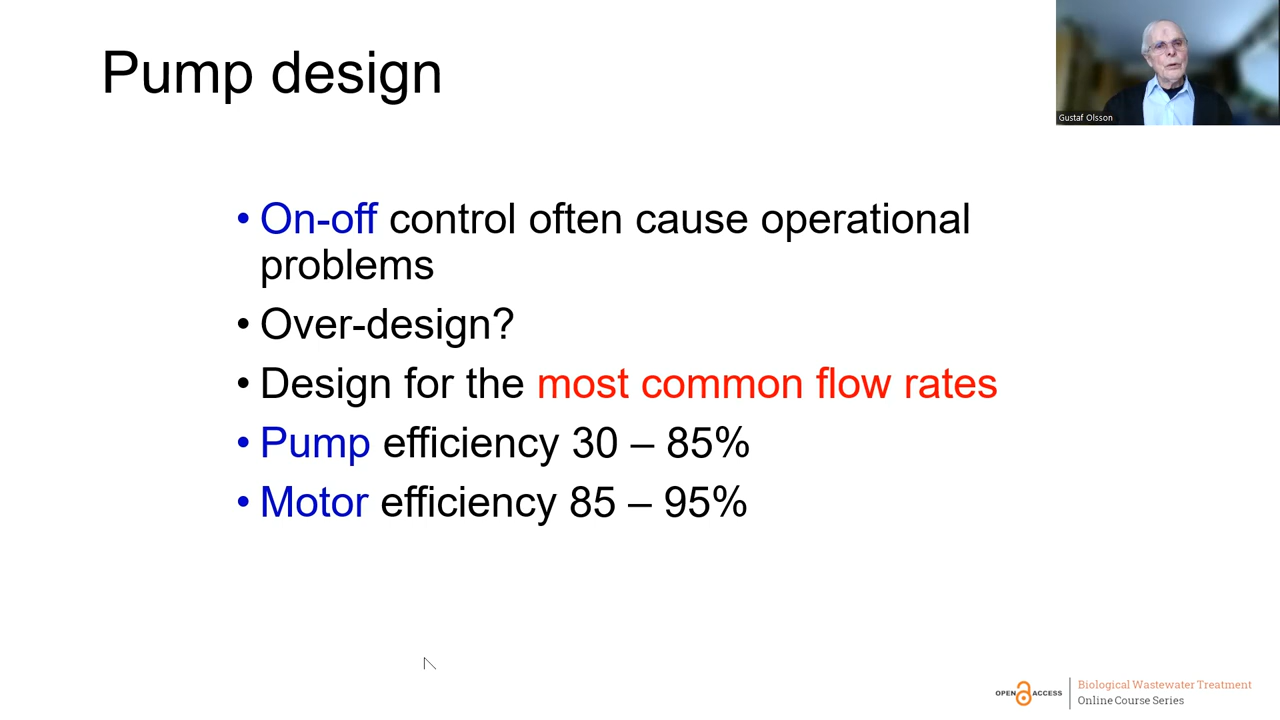 Pump design
Gustaf Olsson
• On-off control often cause operational
problems
• Over-design?
• Design for the most common flow rates
• Pump efficiency 30 – 85%
• Motor efficiency 85 – 95%
OPEN ACCESS
Biological Wastewater Treatment
Online Course Series